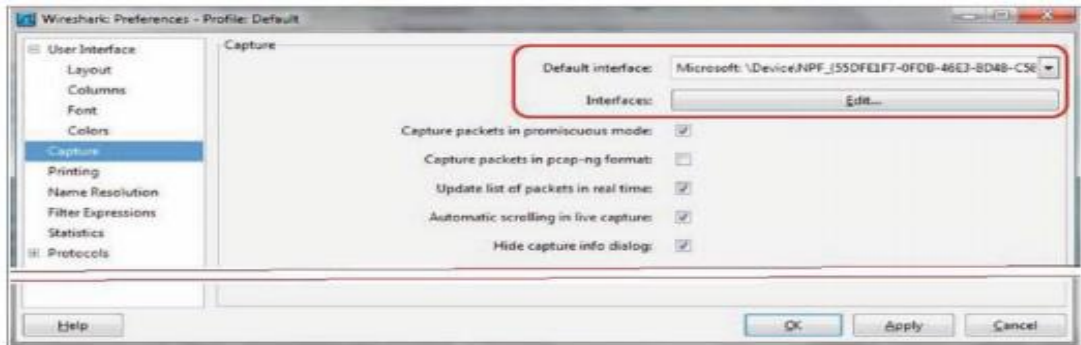 Wireshark: Preferences - Profile: Default
User Interface
Layout
Columns
Font
Colors
Capture
Printing
Name Resolution
Filter Expressions
Statistics
Protocols
Capture
Default interface: Microsoft: \Device\NPF_{55DFE1F7-0FDB-46E3-8D48-C58
Interfaces: Edit...
Capture packets in promiscuous mode:
Capture packets in pcap-ng format:
Update list of packets in real time:
Automatic scrolling in live capture:
Hide capture info dialog:
Help
OK
Apply
Cancel